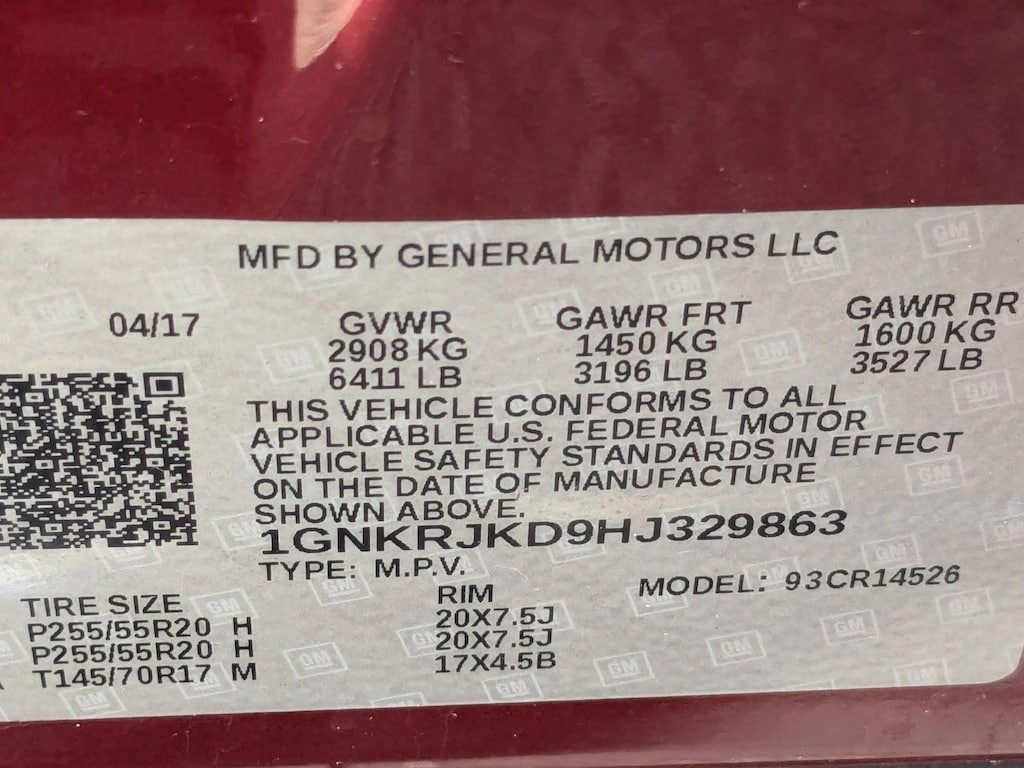 MFD BY GENERAL MOTORS LLC
04/17 GVWR GAWR FRT GAWR RR
2908 KG 1450 KG 1600 KG
6411 LB 3196 LB 3527 LB
THIS VEHICLE CONFORMS TO ALL
APPLICABLE U.S. FEDERAL MOTOR
VEHICLE SAFETY STANDARDS IN EFFECT
ON THE DATE OF MANUFACTURE
SHOWN ABOVE.
1GNKRJKD9HJ329863
TYPE: M.P.V. MODEL: 93CR14526
TIRE SIZE RIM
P255/55R20 H 20X7.5J
P255/55R20 H 20X7.5J
T145/70R17 M 17X4.5B